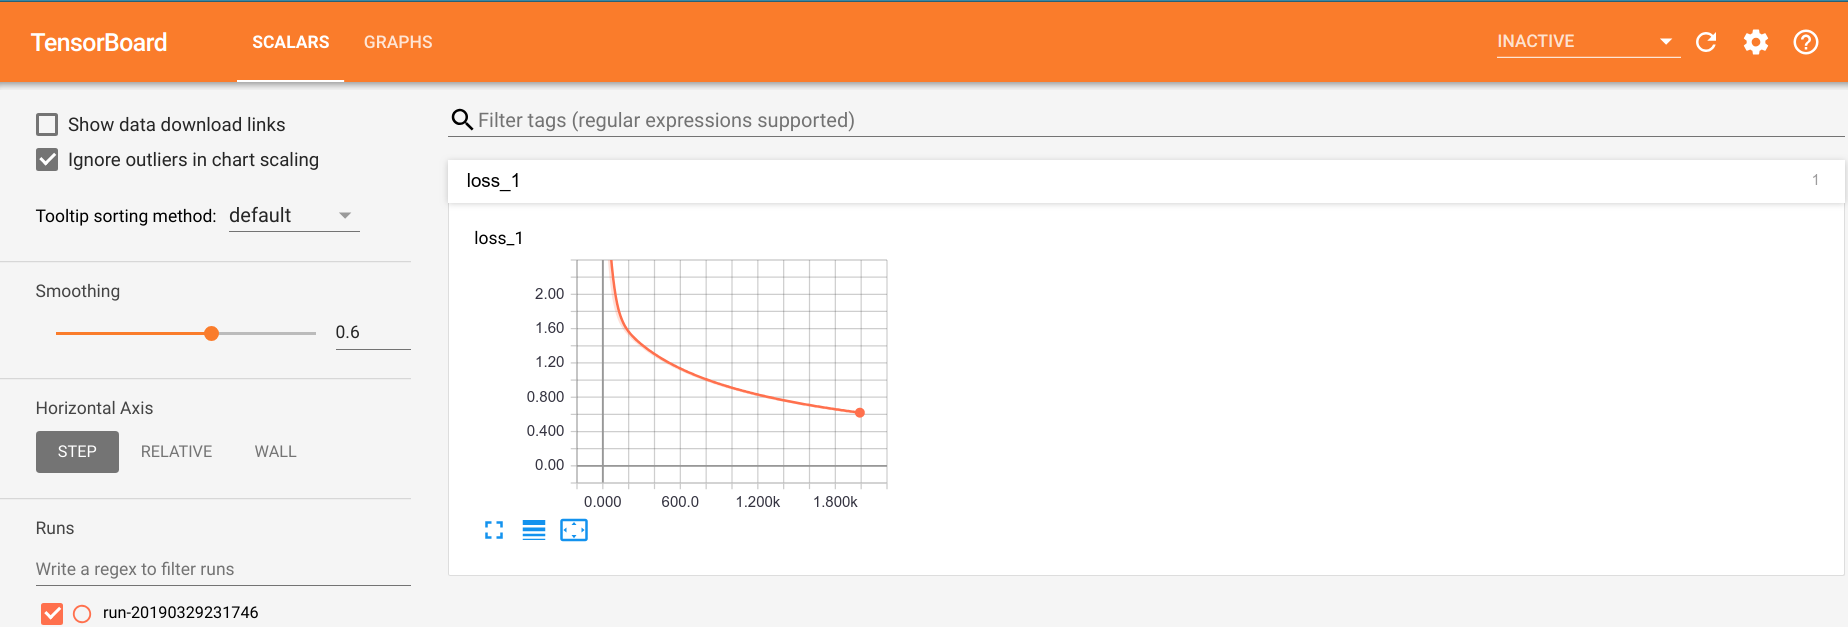 TensorBoard SCALARS GRAPHS INACTIVE
Show data download links
Ignore outliers in chart scaling
Tooltip sorting method: default
Smoothing
0.6
Horizontal Axis
STEP RELATIVE WALL
Runs
Write a regex to filter runs
run-20190329231746
Filter tags (regular expressions supported)
loss_1 1
loss_1
2.00
1.60
1.20
0.800
0.400
0.00
0.000 600.0 1.200k 1.800k